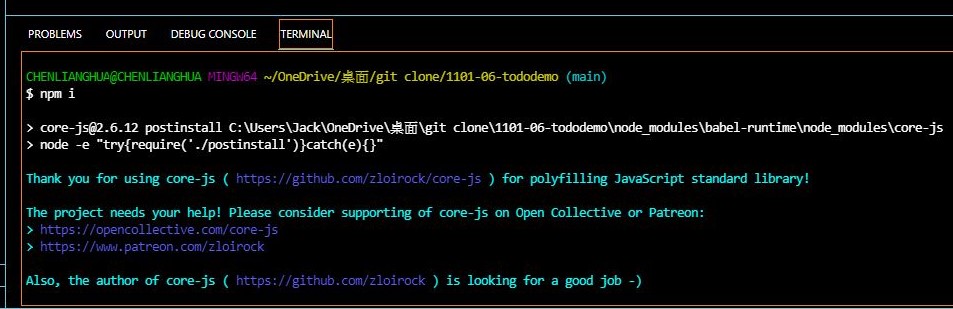 PROBLEMS OUTPUT DEBUG CONSOLE TERMINAL
CHENLIANGHUA@CHENLIANGHUA MINGW64 ~/OneDrive/桌面/git clone/1101-06-tododemo (main)
$ npm i
> core-js@2.6.12 postinstall C:\Users\Jack\OneDrive\桌面\git clone\1101-06-tododemo\node_modules\babel-runtime\node_modules\core-js
> node -e "try{require('./postinstall')}catch(e){}"
Thank you for using core-js ( https://github.com/zloirock/core-js ) for polyfilling JavaScript standard library!
The project needs your help! Please consider supporting of core-js on Open Collective or Patreon:
> https://opencollective.com/core-js
> https://www.patreon.com/zloirock
Also, the author of core-js ( https://github.com/zloirock ) is looking for a good job -)